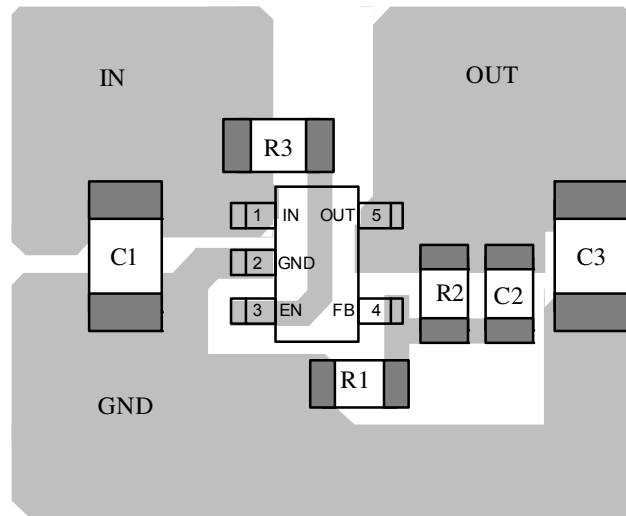 IN
OUT
R3
1 IN OUT 5
C1
2 GND
C3
R2
C2
3 EN FB 4
R1
GND